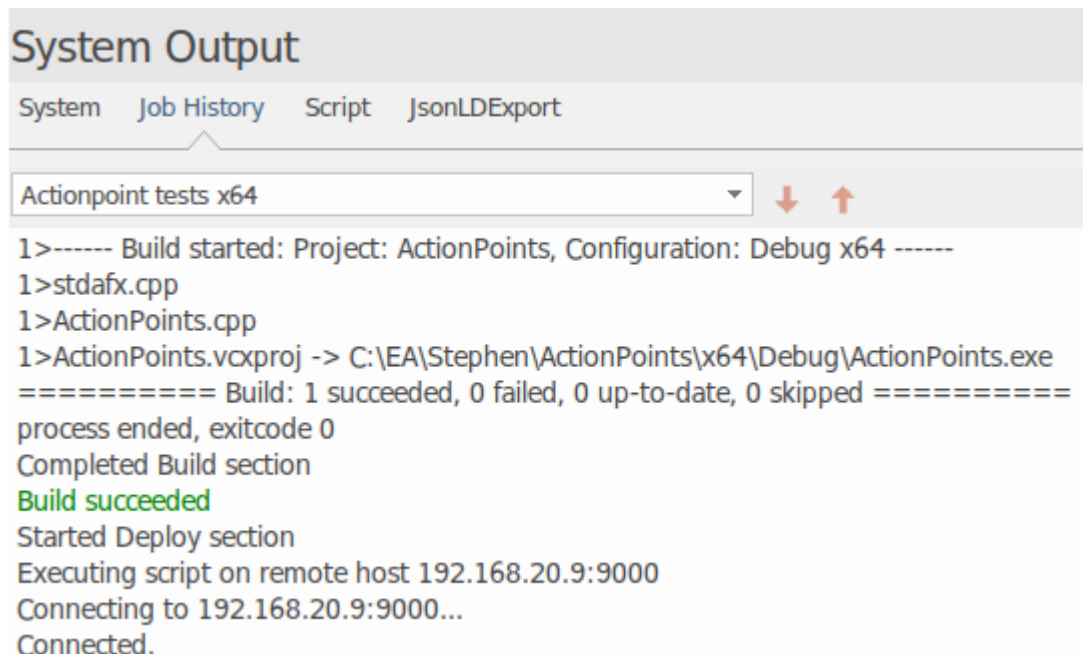 System Output
System Job History Script JsonLDExport
Actionpoint tests x64
1>------ Build started: Project: ActionPoints, Configuration: Debug x64 ------
1>stdafx.cpp
1>ActionPoints.cpp
1>ActionPoints.vcxproj -> C:\EA\Stephen\ActionPoints\x64\Debug\ActionPoints.exe
========== Build: 1 succeeded, 0 failed, 0 up-to-date, 0 skipped ==========
process ended, exitcode 0
Completed Build section
Build succeeded
Started Deploy section
Executing script on remote host 192.168.20.9:9000
Connecting to 192.168.20.9:9000...
Connected.